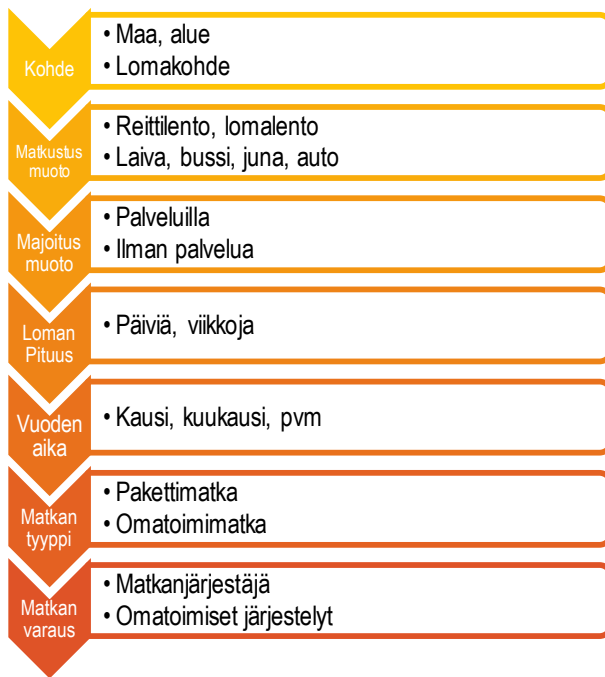 Kohde
• Maa, alue
• Lomakohde
Matkustus
muoto
• Reittilento, lomalento
• Laiva, bussi, juna, auto
Majoitus
muoto
• Palveluilla
• Ilman palvelua
Loman
Pituus
• Päiviä, viikkoja
Vuoden
aika
• Kausi, kuukausi, pvm
Matkan
tyyppi
• Pakettimatka
• Omatoimimatka
Matkan
varaus
• Matkanjärjestäjä
• Omatoimiset järjestelyt